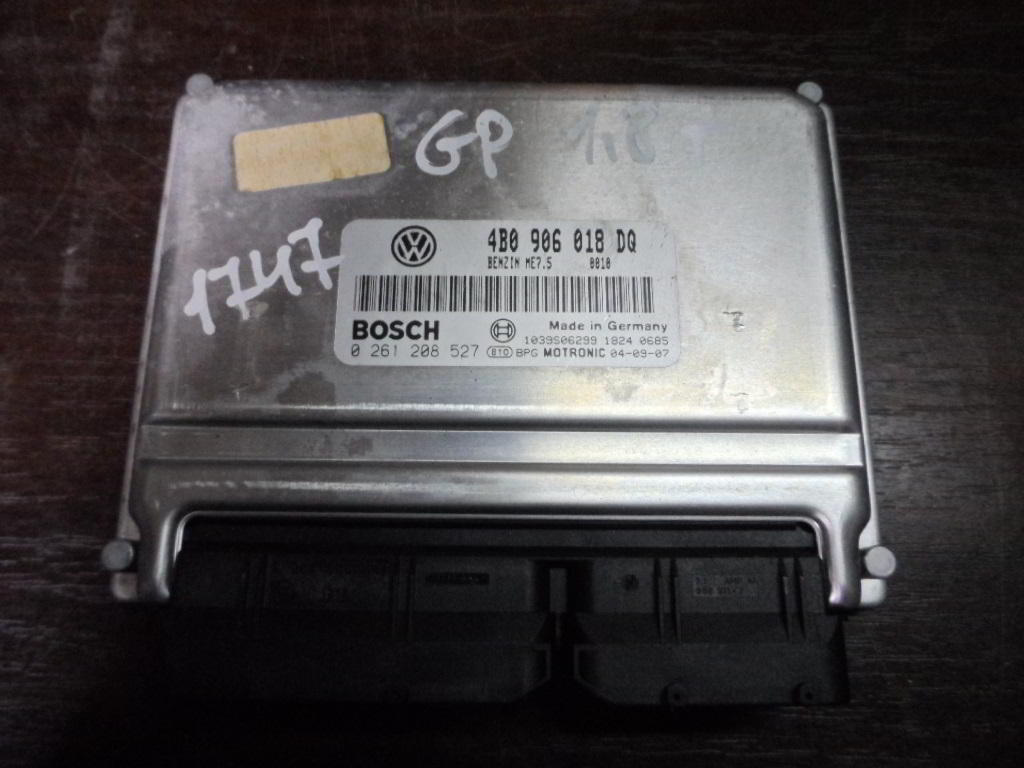 GP 1.8
1747
4B0 906 018 DQ
BENZIN ME7.5 0010
BOSCH
Made in Germany
1039S06299 1824 0685
0 261 208 527 810 BPG MOTRONIC 04-09-07